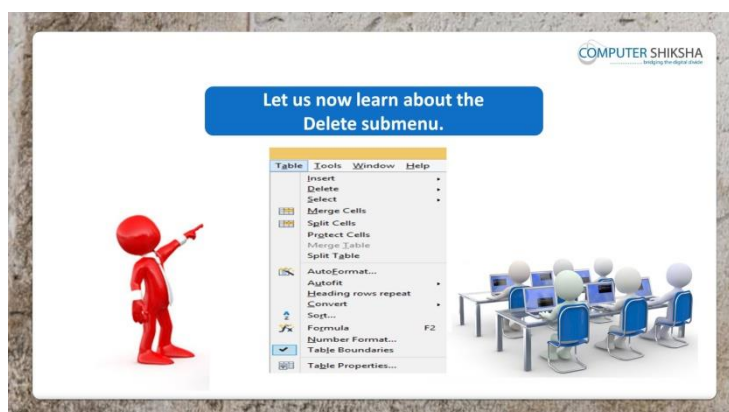 COMPUTER SHIKSHA
bridging the digital divide
Let us now learn about the
Delete submenu.
Table Tools Window Help
Insert
Delete
Select
Merge Cells
Split Cells
Protect Cells
Merge Table
Split Table
AutoFormat...
Autofit
Heading rows repeat
Convert
Sort...
Formula F2
Number Format...
Table Boundaries
Table Properties...